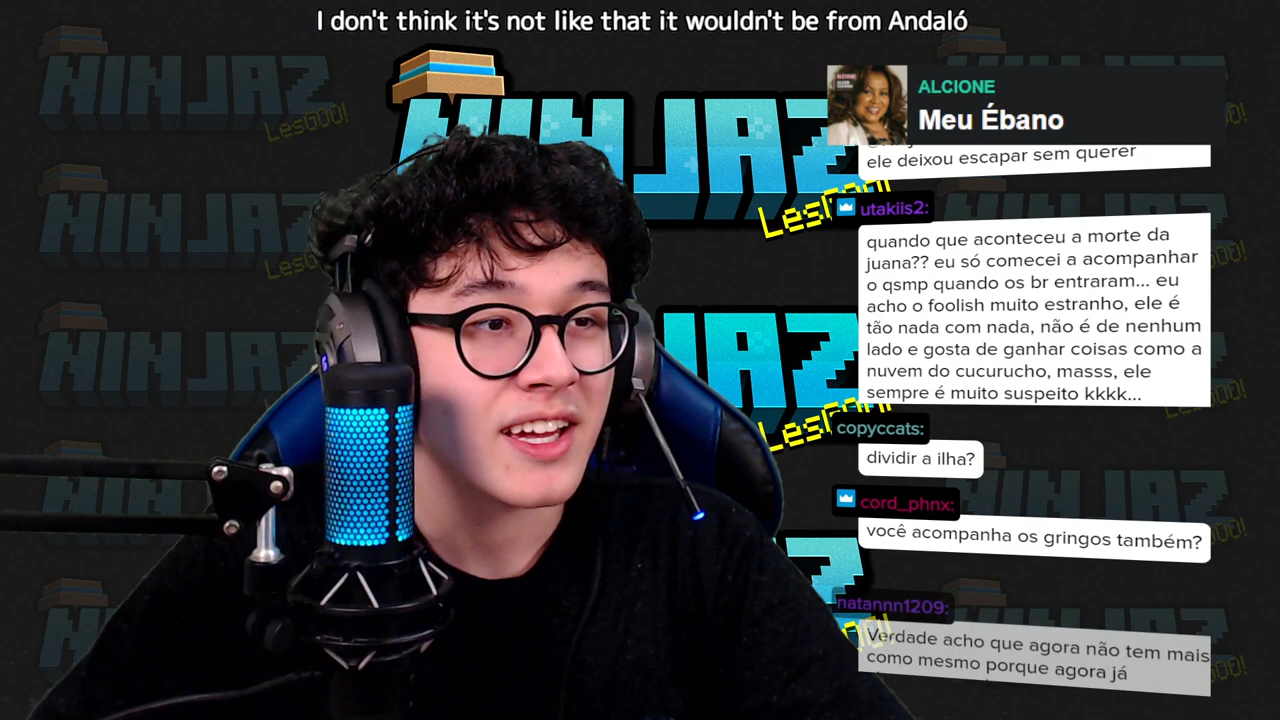 I don't think it's not like that it wouldn't be from Andaló
NINJAZ
LesGOO!
ALCIONE
Meu Ébano
ele deixou escapar sem querer
utakiis2:
quando que aconteceu a morte da
juana?? eu só comecei a acompanhar
o qsmp quando os br entraram... eu
acho o foolish muito estranho, ele é
tão nada com nada, não é de nenhum
lado e gosta de ganhar coisas como a
nuvem do cucurucho, masss, ele
sempre é muito suspeito kkkk...
copyccats:
dividir a ilha?
cord_phnx:
você acompanha os gringos também?
natannn1209:
Verdade acho que agora não tem mais
como mesmo porque agora já